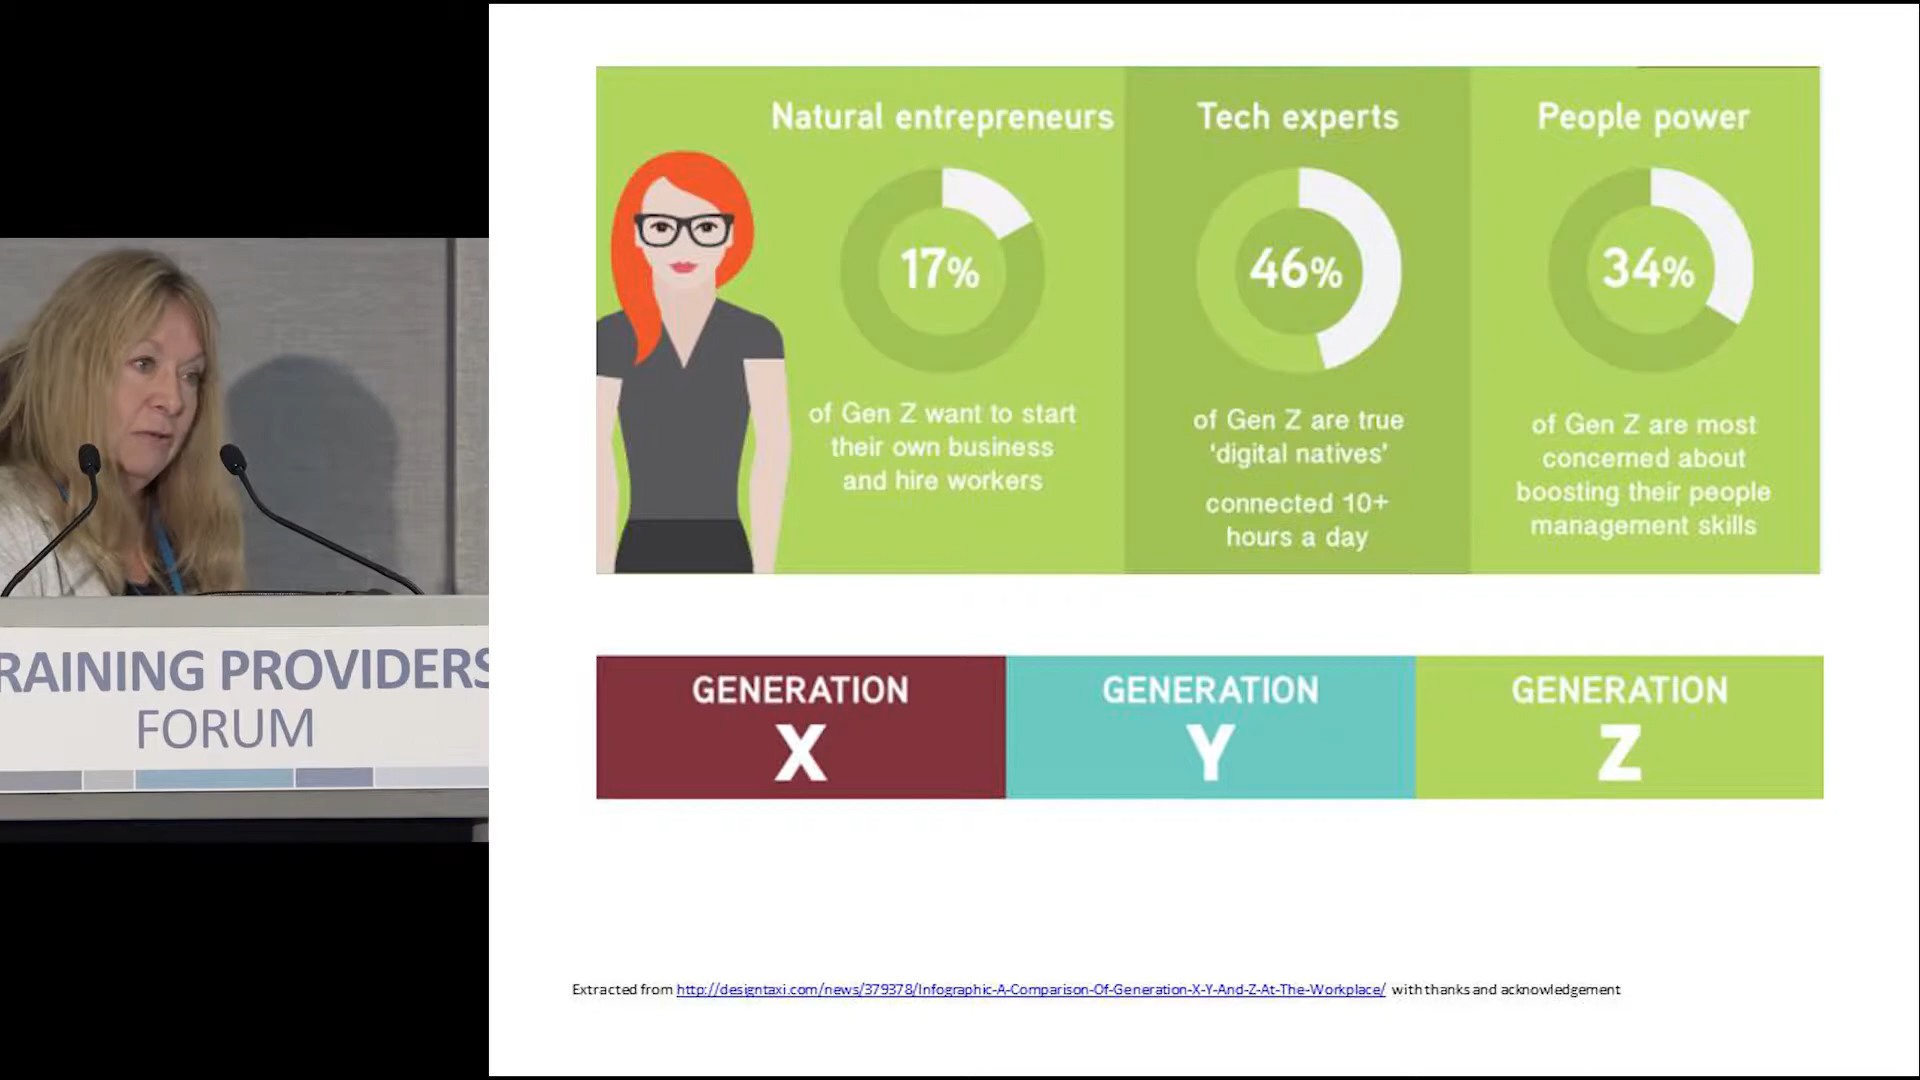 Natural entrepreneurs
17%
of Gen Z want to start
their own business
and hire workers
Tech experts
46%
of Gen Z are true
'digital natives'
connected 10+
hours a day
People power
34%
of Gen Z are most
concerned about
boosting their people
management skills
RAINING PROVIDERS
FORUM
GENERATION
X
GENERATION
Y
GENERATION
Z
Extracted from http://designtaxi.com/news/379378/Infographic-A-Comparison-Of-Generation-X-Y-And-Z-At-The-Workplace/ with thanks and acknowledgement